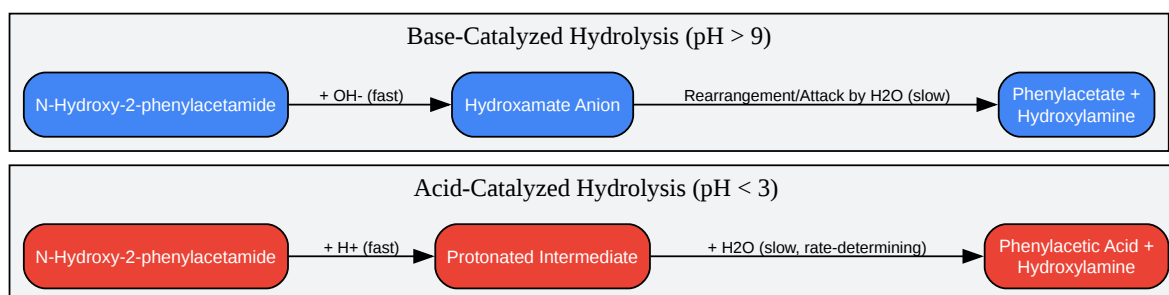 Base-Catalyzed Hydrolysis (pH > 9)
N-Hydroxy-2-phenylacetamide
+ OH- (fast)
Hydroxamate Anion
Rearrangement/Attack by H2O (slow)
Phenylacetate +
Hydroxylamine
Acid-Catalyzed Hydrolysis (pH < 3)
N-Hydroxy-2-phenylacetamide
+ H+ (fast)
Protonated Intermediate
+ H2O (slow, rate-determining)
Phenylacetic Acid +
Hydroxylamine